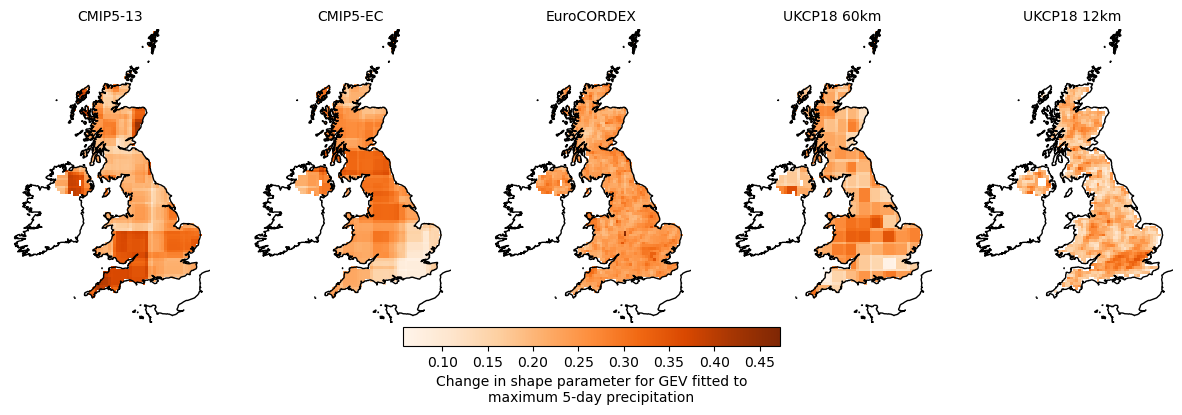 CMIP5-13
CMIP5-EC
EuroCORDEX
UKCP18 60km
UKCP18 12km
0.10 0.15 0.20 0.25 0.30 0.35 0.40 0.45
Change in shape parameter for GEV fitted to
maximum 5-day precipitation